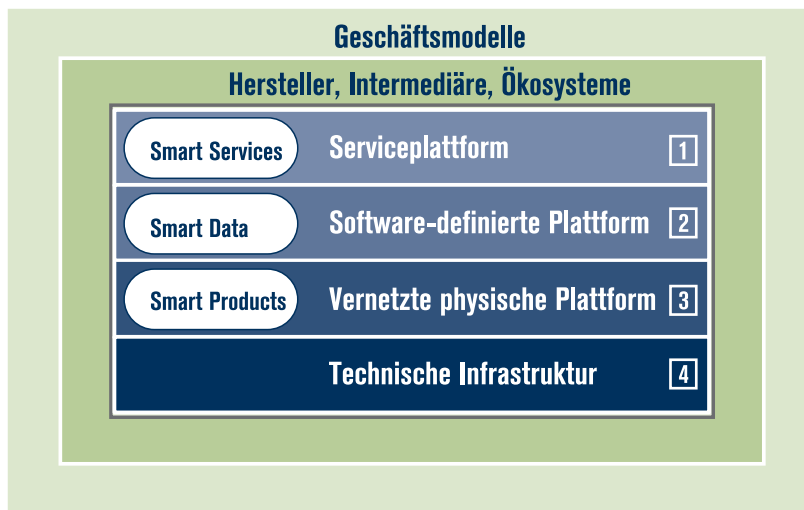 Geschäftsmodelle
Hersteller, Intermediäre, Ökosysteme
Smart Services Serviceplattform 1
Smart Data Software-definierte Plattform 2
Smart Products Vernetzte physische Plattform 3
Technische Infrastruktur 4